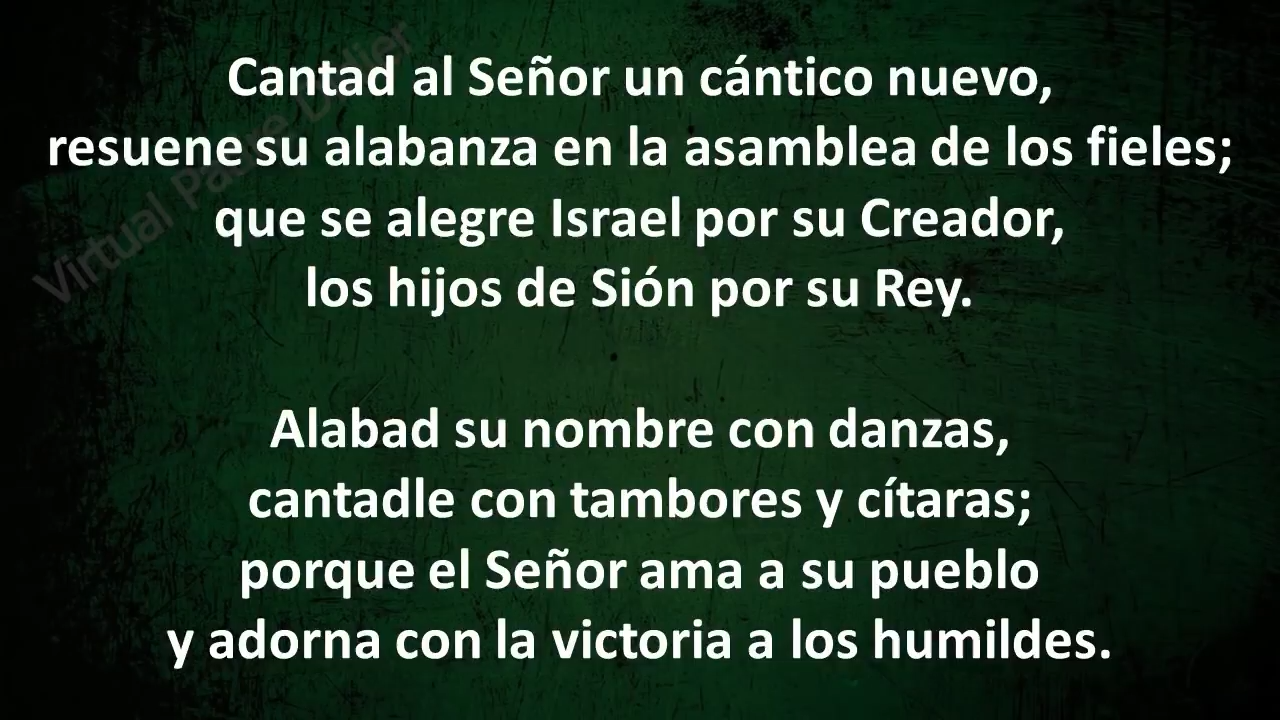 Cantad al Señor un cántico nuevo,
resuene su alabanza en la asamblea de los fieles;
que se alegre Israel por su Creador,
los hijos de Sión por su Rey.
Alabad su nombre con danzas,
cantadle con tambores y cítaras;
porque el Señor ama a su pueblo
y adorna con la victoria a los humildes.
Virtual Padre